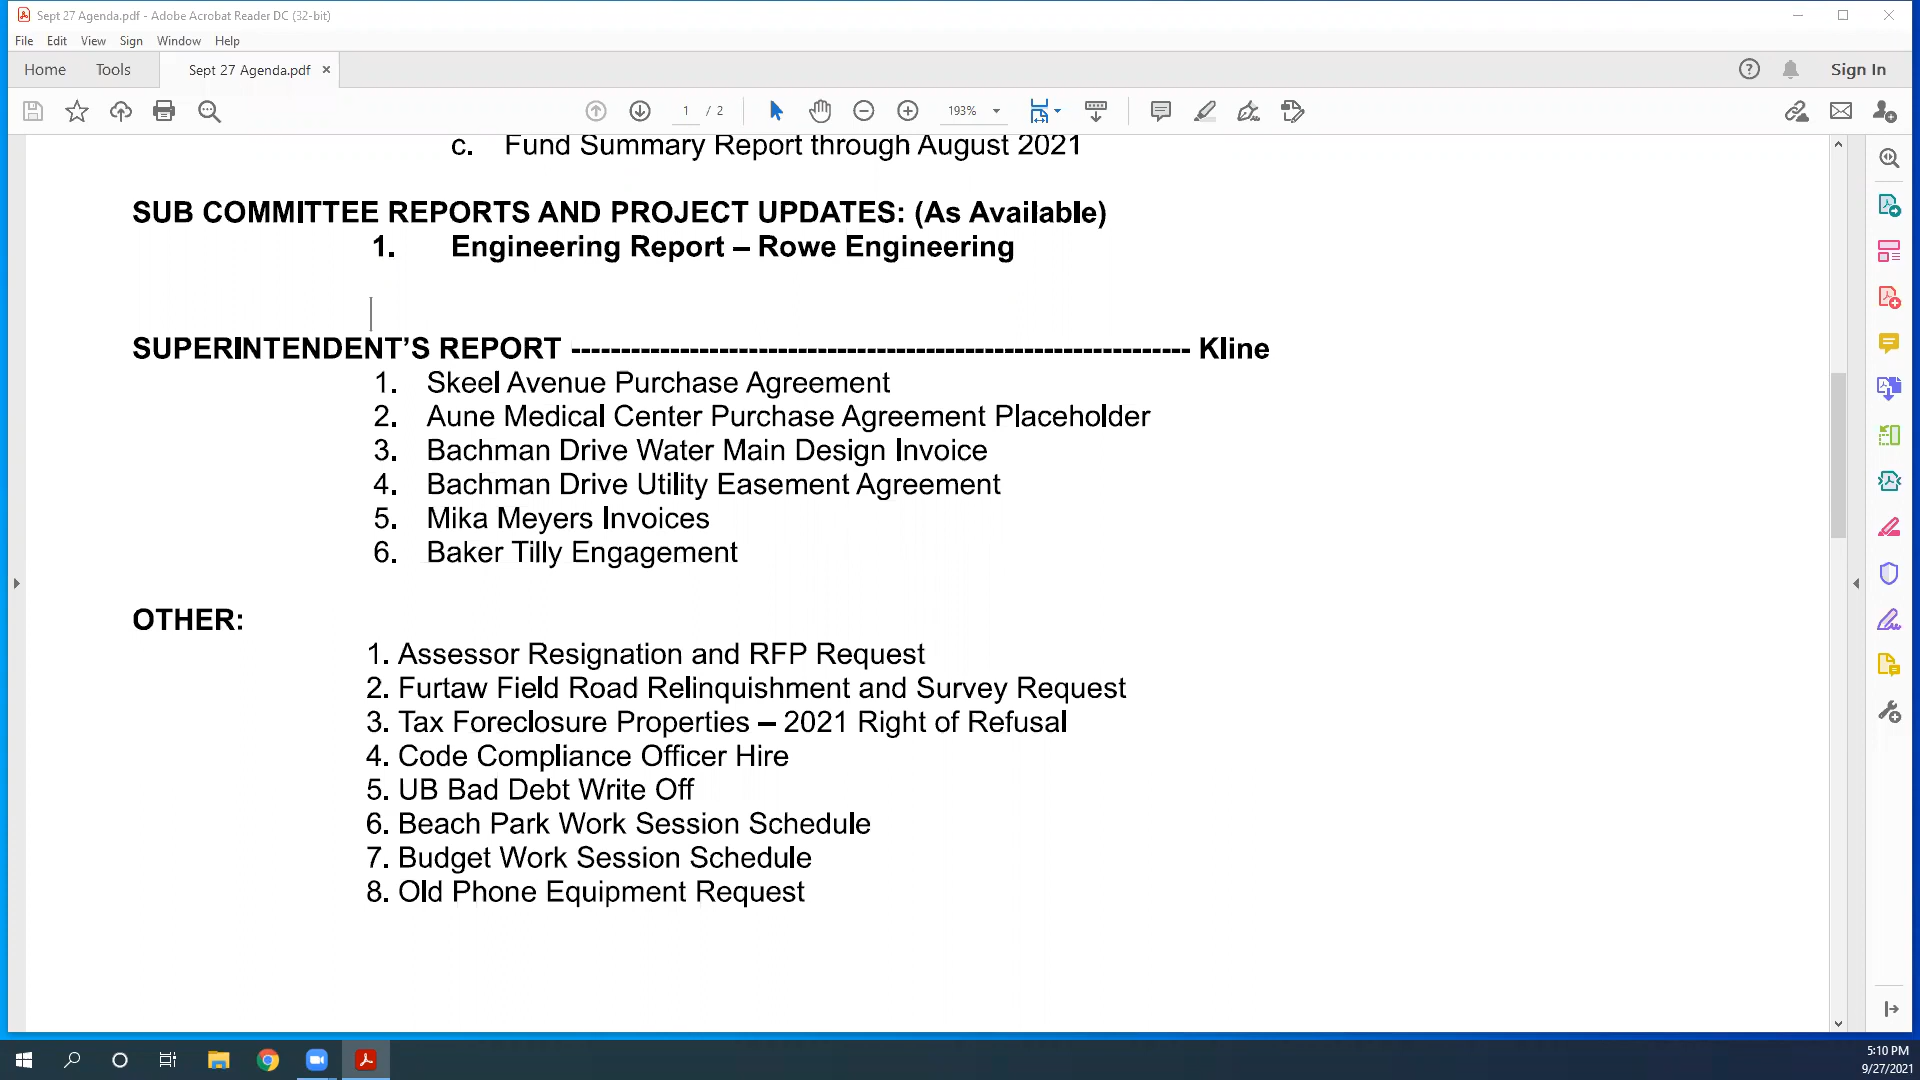 Sept 27 Agenda.pdf - Adobe Acrobat Reader DC (32-bit)
File Edit View Sign Window Help
Home Tools Sept 27 Agenda.pdf × Sign In
1 / 2 193%
c. Fund Summary Report through August 2021
SUB COMMITTEE REPORTS AND PROJECT UPDATES: (As Available)
1. Engineering Report – Rowe Engineering
SUPERINTENDENT’S REPORT --------------------------------------------------------------- Kline
1. Skeel Avenue Purchase Agreement
2. Aune Medical Center Purchase Agreement Placeholder
3. Bachman Drive Water Main Design Invoice
4. Bachman Drive Utility Easement Agreement
5. Mika Meyers Invoices
6. Baker Tilly Engagement
OTHER:
1. Assessor Resignation and RFP Request
2. Furtaw Field Road Relinquishment and Survey Request
3. Tax Foreclosure Properties – 2021 Right of Refusal
4. Code Compliance Officer Hire
5. UB Bad Debt Write Off
6. Beach Park Work Session Schedule
7. Budget Work Session Schedule
8. Old Phone Equipment Request
5:10 PM
9/27/2021